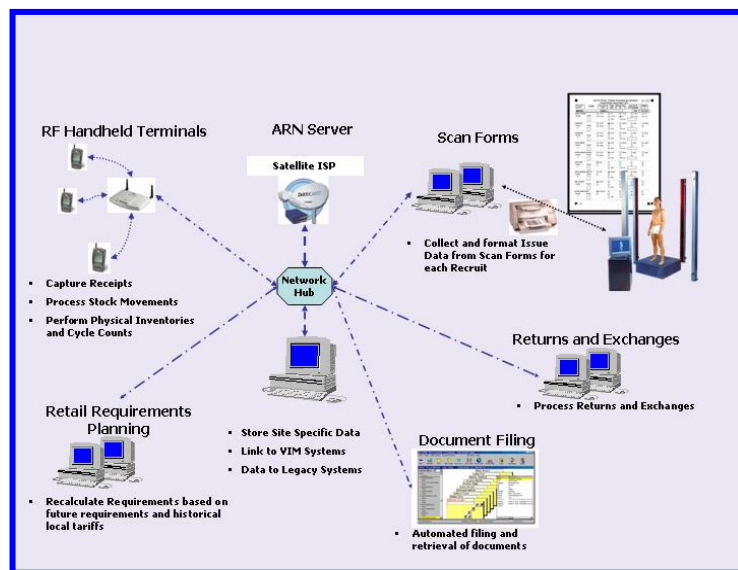 RF Handheld Terminals
ARN Server
Scan Forms
Satellite ISP
Collect and format Issue
Data from Scan Forms for
each Recruit
Capture Receipts
Process Stock Movements
Perform Physical Inventories
and Cycle Counts
Network
Hub
Returns and Exchanges
Process Returns and Exchanges
Retail Requirements
Planning
Store Site Specific Data
Link to VIM Systems
Data to Legacy Systems
Document Filing
Recalculate Requirements based on
future requirements and historical
local tariffs
Automated filing and
retrieval of documents